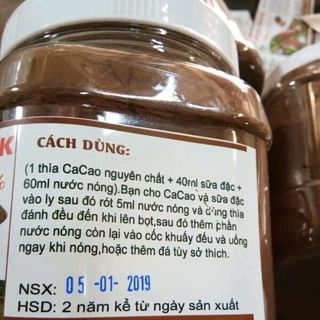 K
CÁCH DÙNG:
%
(1 thìa CaCao nguyên chất + 40ml sữa đặc +
60ml nước nóng).Bạn cho CaCao và sữa đặc
vào ly sau đó rót 5ml nước nóng và dùng thìa
đánh đều đến khi lên bọt,sau đó thêm phần
nước nóng còn lại vào cốc khuấy đều và uống
ngay khi nóng,hoặc thêm đá tùy sở thích.
NSX: 05 -01- 2019
HSD: 2 năm kể từ ngày sản xuất